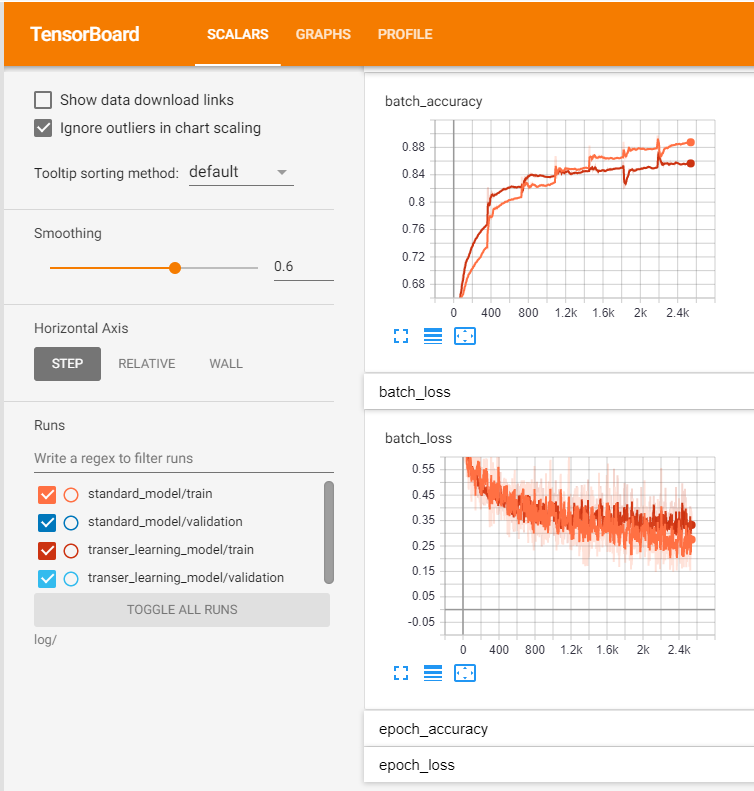 TensorBoard SCALARS GRAPHS PROFILE
Show data download links
Ignore outliers in chart scaling
Tooltip sorting method: default
Smoothing
0.6
Horizontal Axis
STEP RELATIVE WALL
Runs
Write a regex to filter runs
standard_model/train
standard_model/validation
transer_learning_model/train
transer_learning_model/validation
TOGGLE ALL RUNS
log/
batch_accuracy
0.88
0.84
0.8
0.76
0.72
0.68
0 400 800 1.2k 1.6k 2k 2.4k
batch_loss
batch_loss
0.55
0.45
0.35
0.25
0.15
0.05
-0.05
0 400 800 1.2k 1.6k 2k 2.4k
epoch_accuracy
epoch_loss